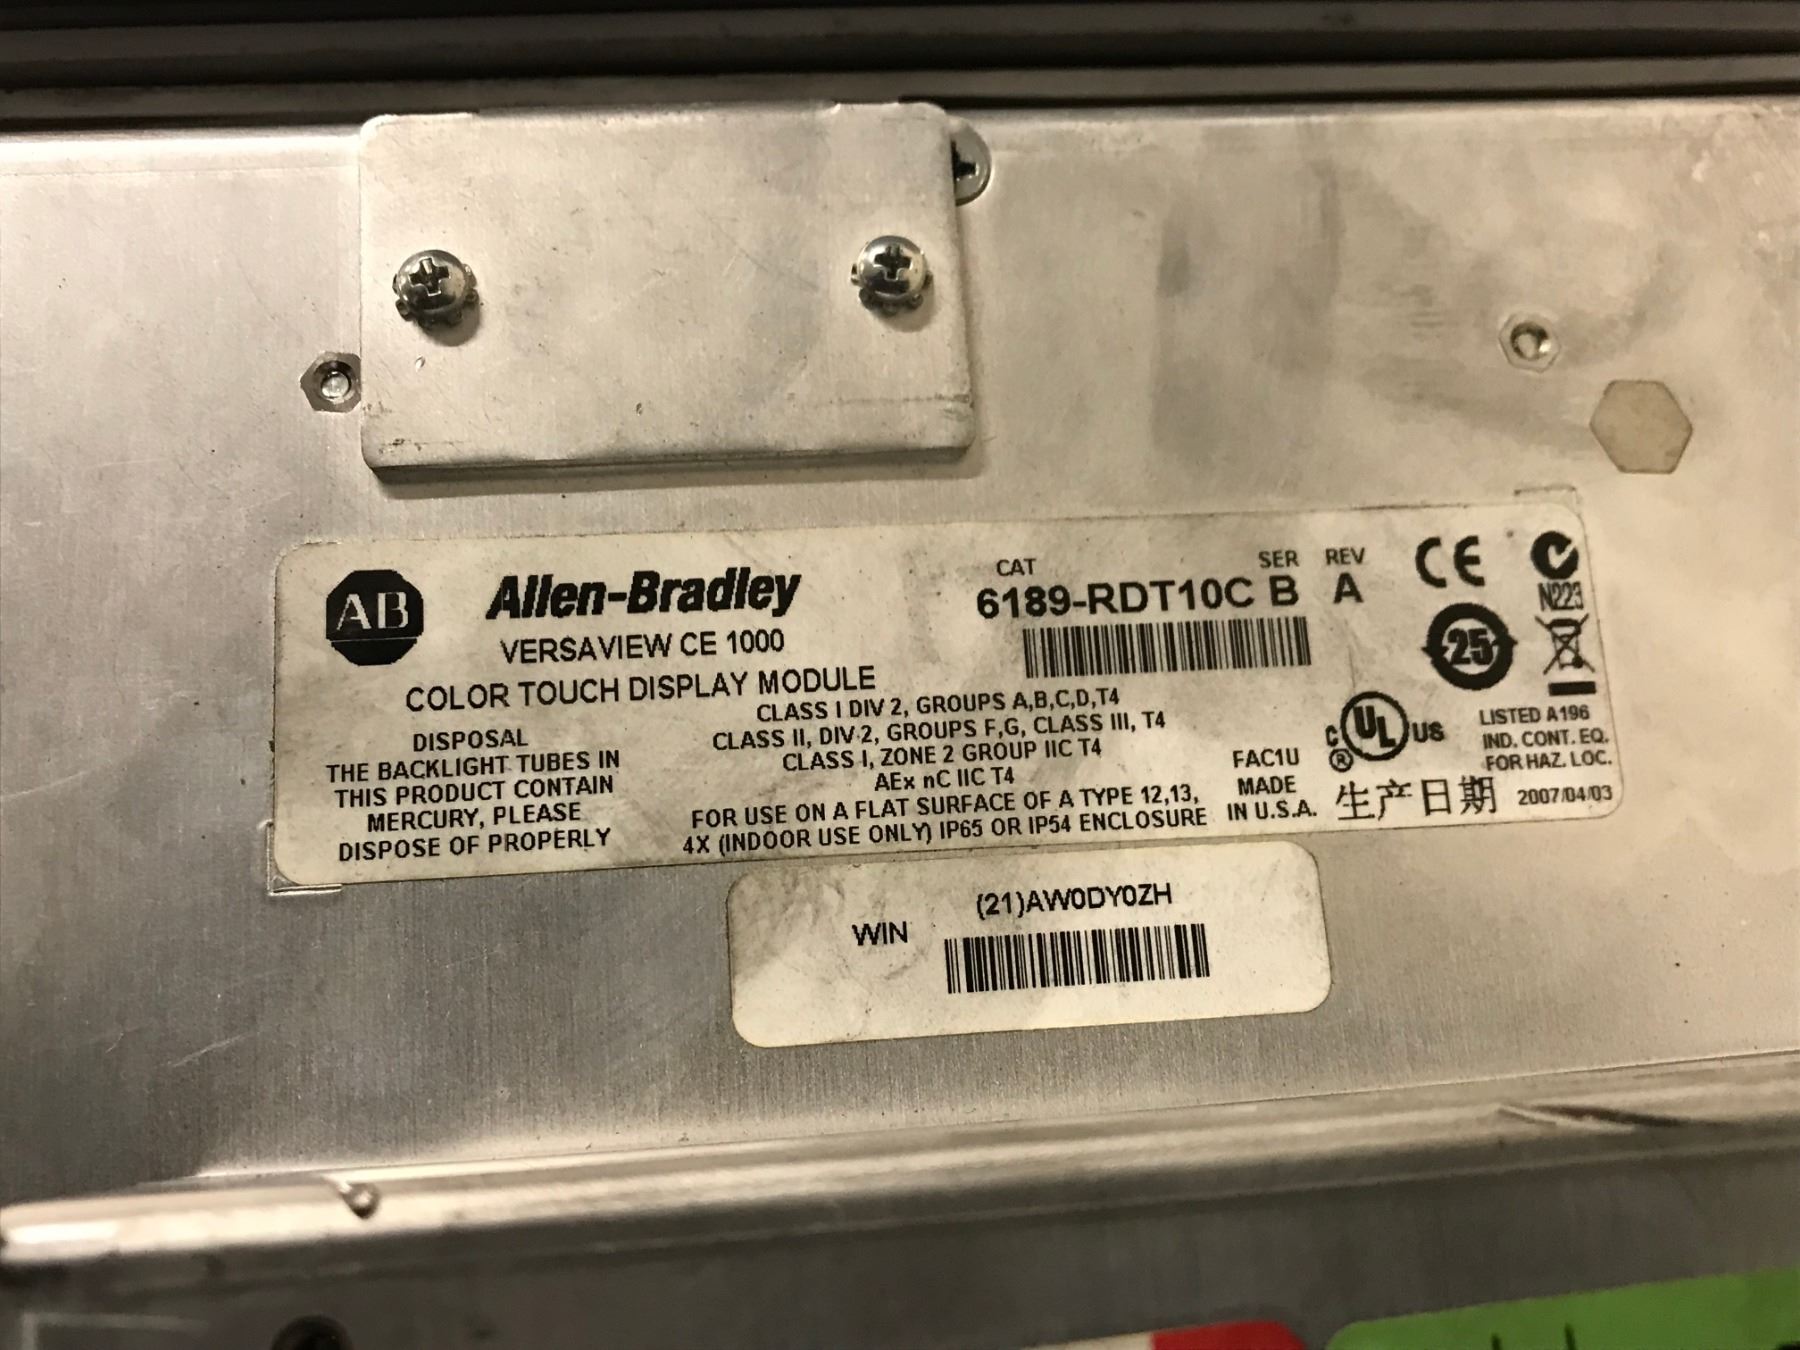 AB
Allen-Bradley
VERSAVIEW CE 1000
COLOR TOUCH DISPLAY MODULE
CAT SER REV
6189-RDT10C B A
CE
N223
25
DISPOSAL
THE BACKLIGHT TUBES IN
THIS PRODUCT CONTAIN
MERCURY, PLEASE
DISPOSE OF PROPERLY
CLASS I DIV 2, GROUPS A,B,C,D,T4
CLASS II, DIV 2, GROUPS F,G, CLASS III, T4
CLASS I, ZONE 2 GROUP IIC T4
AEx nC IIC T4
FOR USE ON A FLAT SURFACE OF A TYPE 12,13,
4X (INDOOR USE ONLY) IP65 OR IP54 ENCLOSURE
FAC1U
MADE
IN U.S.A.
C UL US
®
LISTED A196
IND. CONT. EQ.
FOR HAZ. LOC.
生产日期 2007/04/03
(21)AW0DY0ZH
WIN